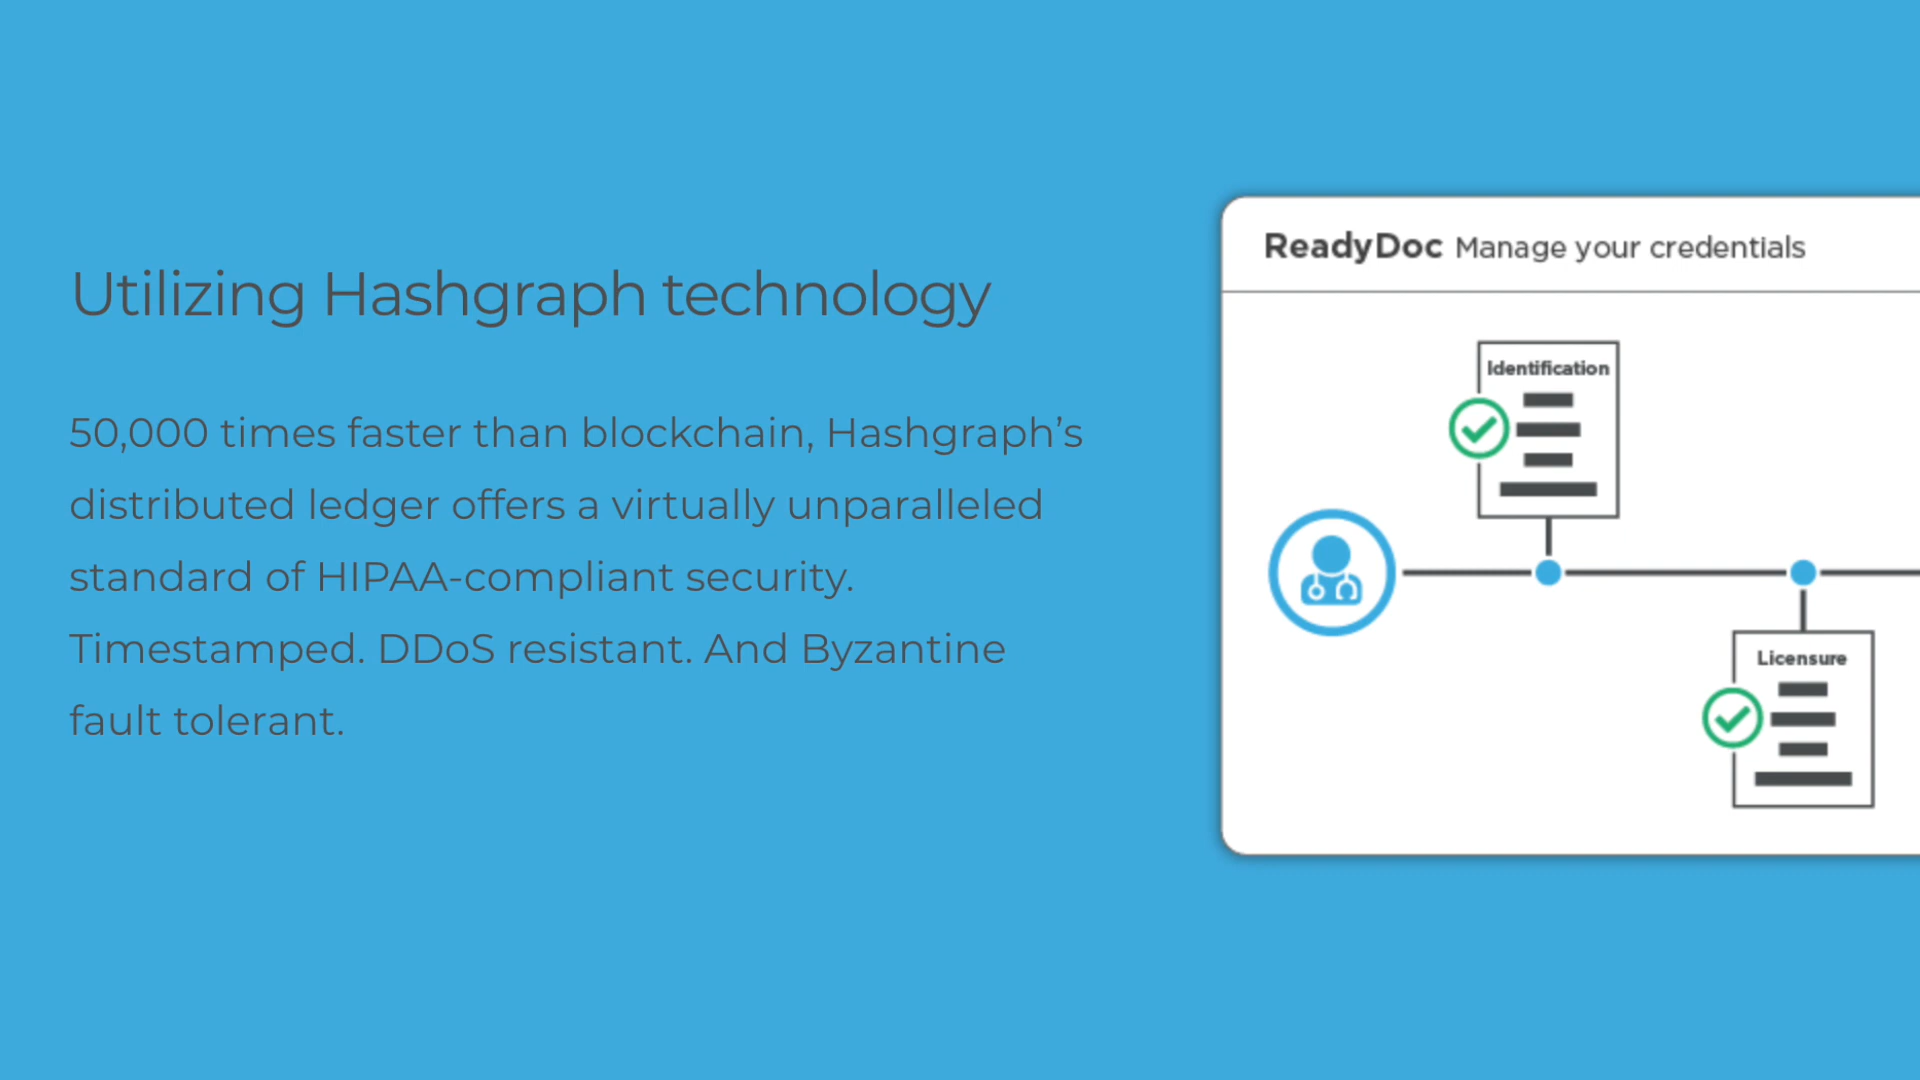 Utilizing Hashgraph technology
50,000 times faster than blockchain, Hashgraph’s
distributed ledger offers a virtually unparalleled
standard of HIPAA-compliant security.
Timestamped. DDoS resistant. And Byzantine
fault tolerant.
ReadyDoc Manage your credentials
Identification
Licensure